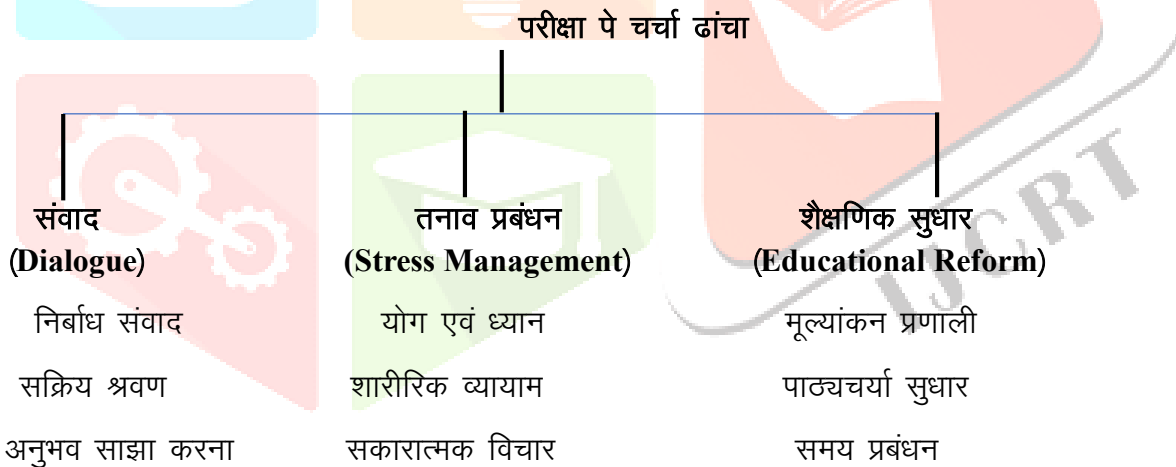 परीक्षा पे चर्चा ढांचा
संवाद तनाव प्रबंधन शैक्षणिक सुधार
(Dialogue) (Stress Management) (Educational Reform)
निर्बाध संवाद योग एवं ध्यान मूल्यांकन प्रणाली
सक्रिय श्रवण शारीरिक व्यायाम पाठ्यचर्या सुधार
अनुभव साझा करना सकारात्मक विचार समय प्रबंधन
IJCRT